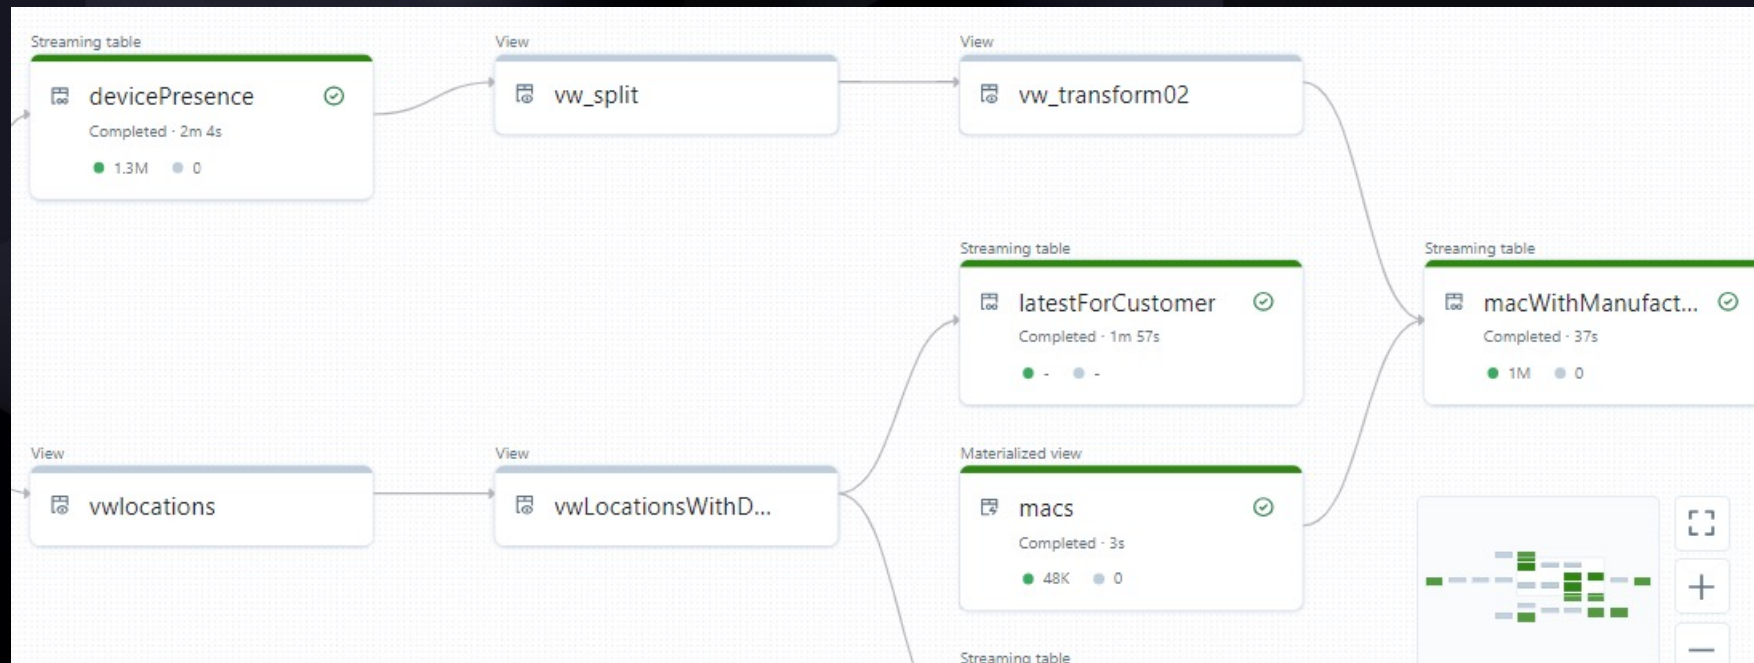 Streaming table
devicePresence
Completed · 2m 4s
1.3M 0
View
vw_split
View
vw_transform02
Streaming table
latestForCustomer
Completed · 1m 57s
- -
Streaming table
macWithManufact...
Completed · 37s
1M 0
View
vwlocations
View
vwLocationsWithD...
Materialized view
macs
Completed · 3s
48K 0
Streaming table